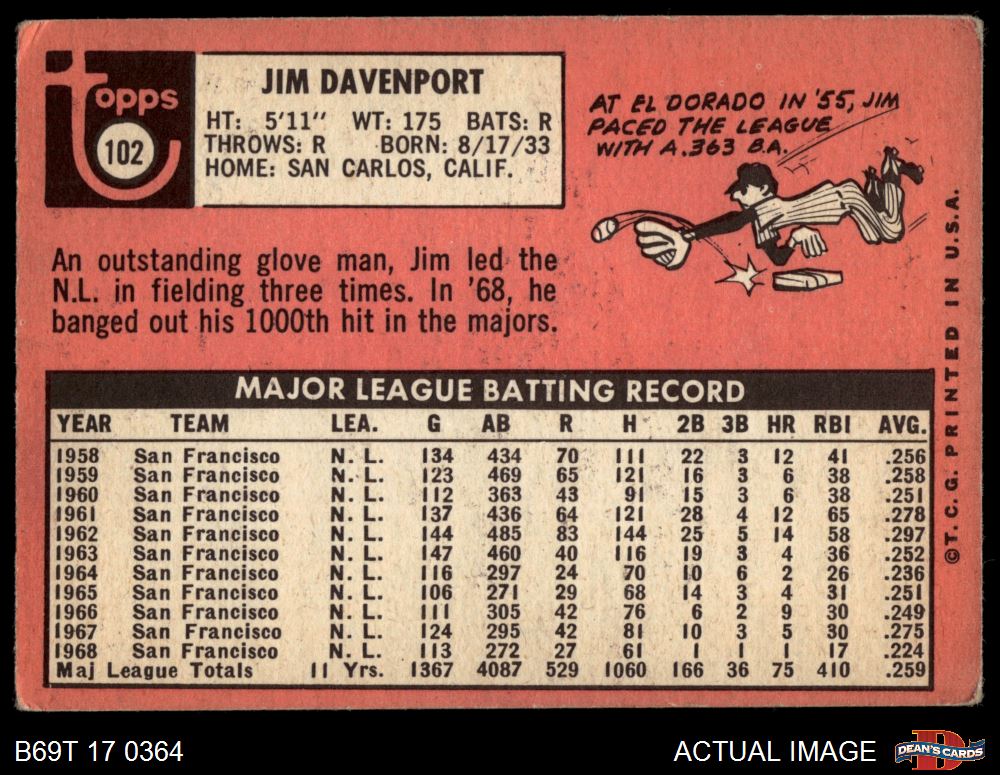 Topps
102
JIM DAVENPORT
HT: 5'11" WT: 175 BATS: R
THROWS: R BORN: 8/17/33
HOME: SAN CARLOS, CALIF.
AT EL DORADO IN '55, JIM
PACED THE LEAGUE
WITH A .363 B.A.
An outstanding glove man, Jim led the
N.L. in fielding three times. In '68, he
banged out his 1000th hit in the majors.
MAJOR LEAGUE BATTING RECORD
YEAR TEAM LEA. G AB R H 2B 3B HR RBI AVG.
1958 San Francisco N. L. 134 434 70 111 22 3 12 41 .256
1959 San Francisco N. L. 123 469 65 121 16 3 6 38 .258
1960 San Francisco N. L. 112 363 43 91 15 3 6 38 .251
1961 San Francisco N. L. 137 436 64 121 28 4 12 65 .278
1962 San Francisco N. L. 144 485 83 144 25 5 14 58 .297
1963 San Francisco N. L. 147 460 40 116 19 3 4 36 .252
1964 San Francisco N. L. 116 297 24 70 10 6 2 26 .236
1965 San Francisco N. L. 106 271 29 68 14 3 4 31 .251
1966 San Francisco N. L. 111 305 42 76 6 2 9 30 .249
1967 San Francisco N. L. 124 295 42 81 10 3 5 30 .275
1968 San Francisco N. L. 113 272 27 61 1 1 1 17 .224
Maj League Totals 11 Yrs. 1367 4087 529 1060 166 36 75 410 .259
©T. C. G. PRINTED IN U.S.A.
B69T 17 0364
ACTUAL IMAGE
DEAN'S CARDS